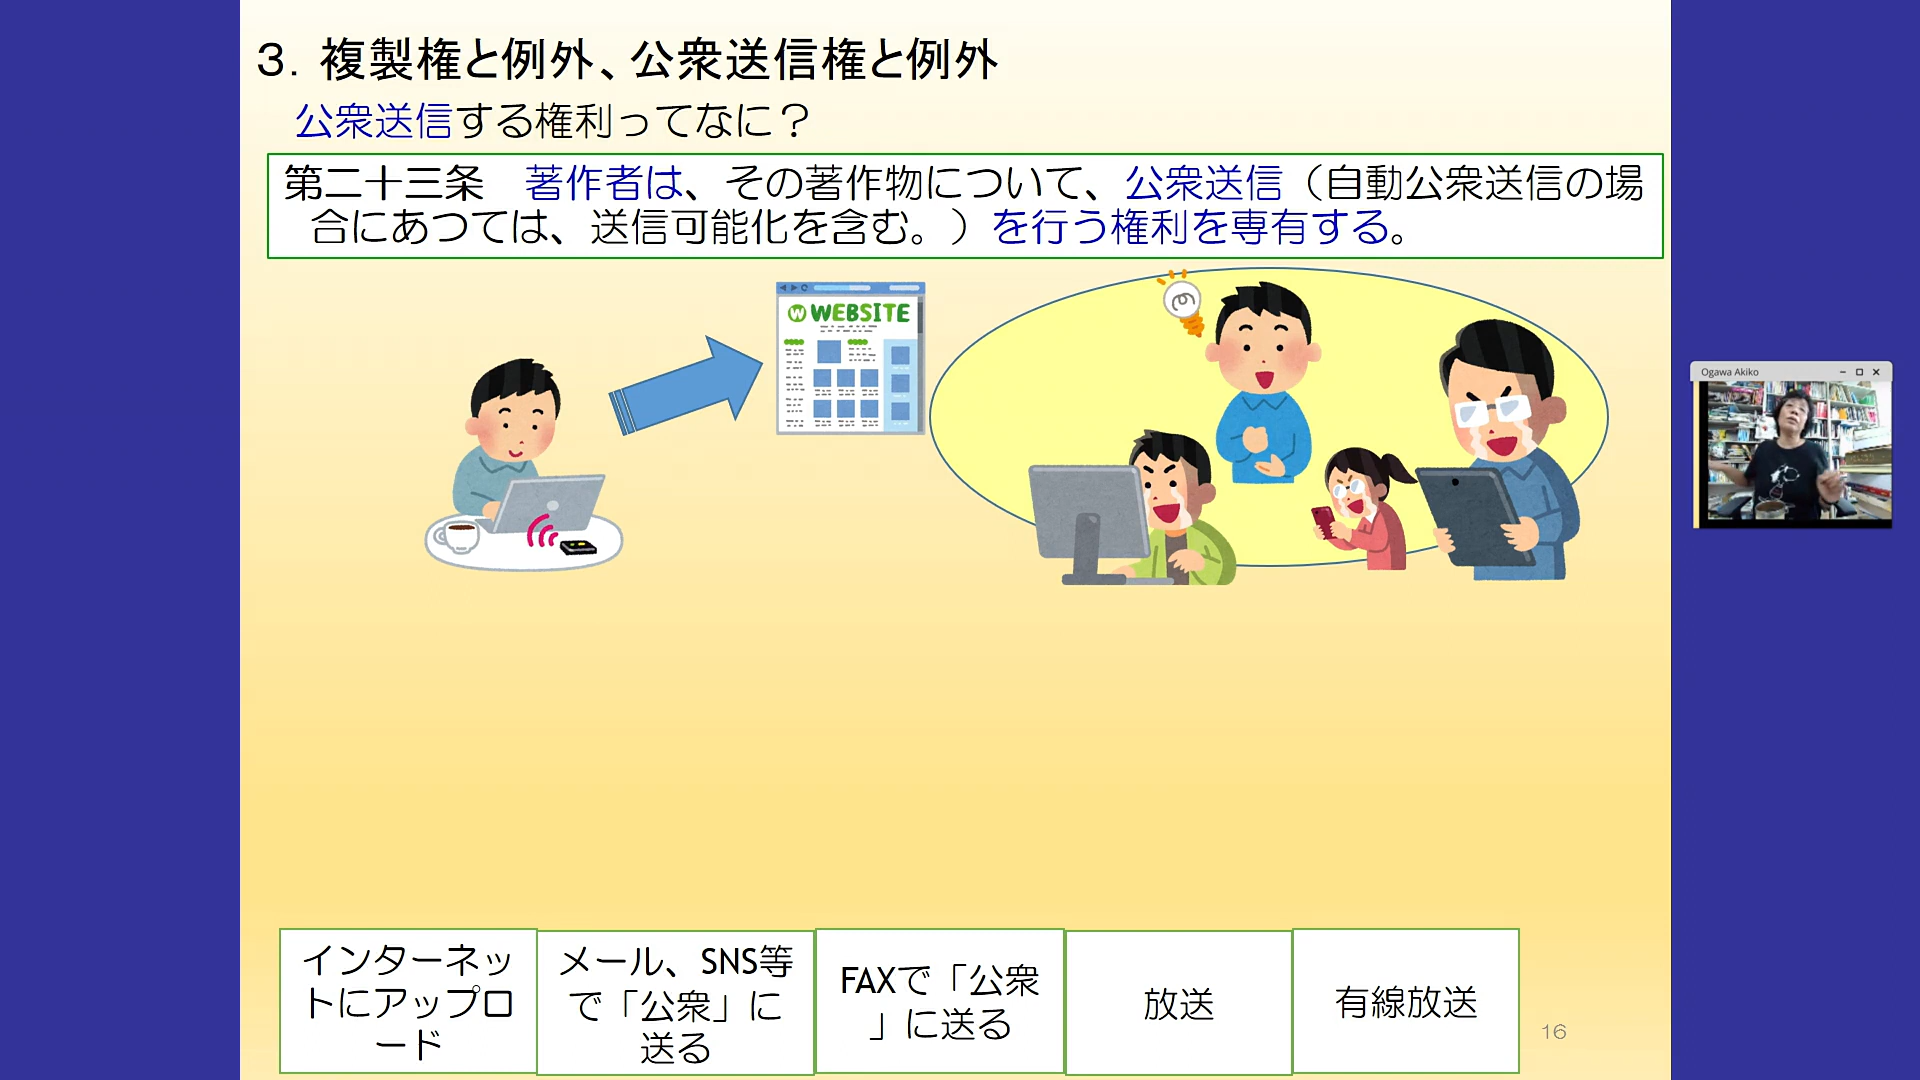 ３．複製権と例外、公衆送信権と例外
公衆送信する権利ってなに？
第二十三条　著作者は、その著作物について、公衆送信（自動公衆送信の場
合にあつては、送信可能化を含む。）を行う権利を専有する。
W WEBSITE
Ogawa Akiko
インターネッ
トにアップロ
ード
メール、SNS等
で「公衆」に
送る
FAXで「公衆
」に送る
放送
有線放送
16